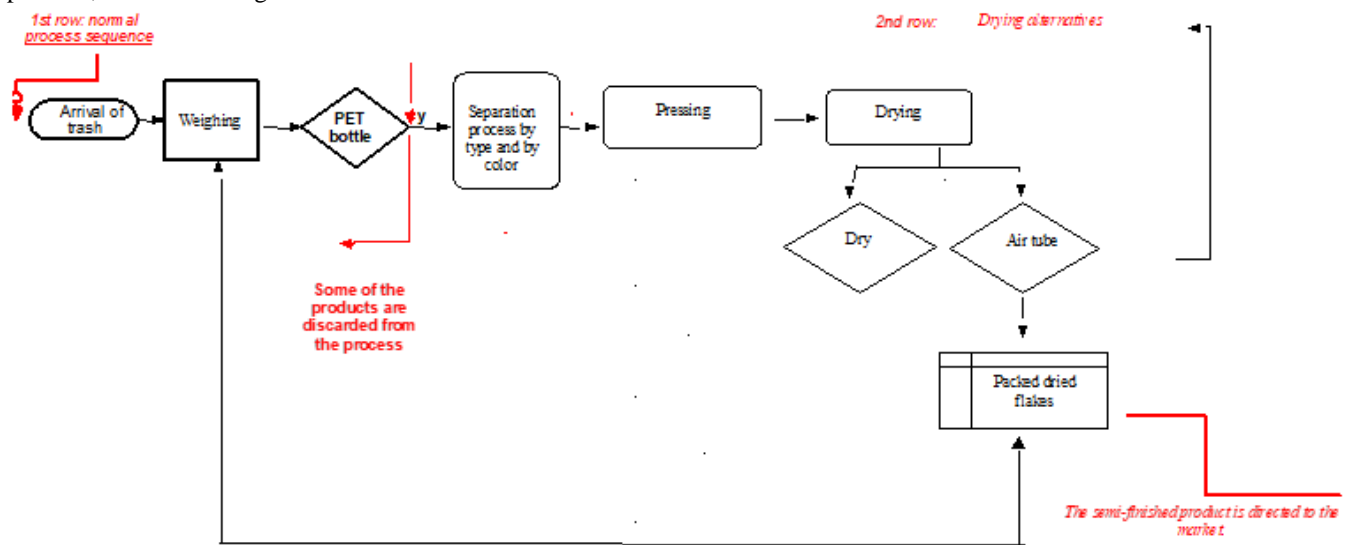 1st row: normal
process sequence
2nd row: Drying alternatives
Arrival of
trash
Weighing
PET
bottle
y
Separation
process by
type and by
color
Pressing
Drying
Dry
Air tube
Some of the
products are
discarded from
the process
Packed dried
flakes
The semi-finished product is directed to the
market